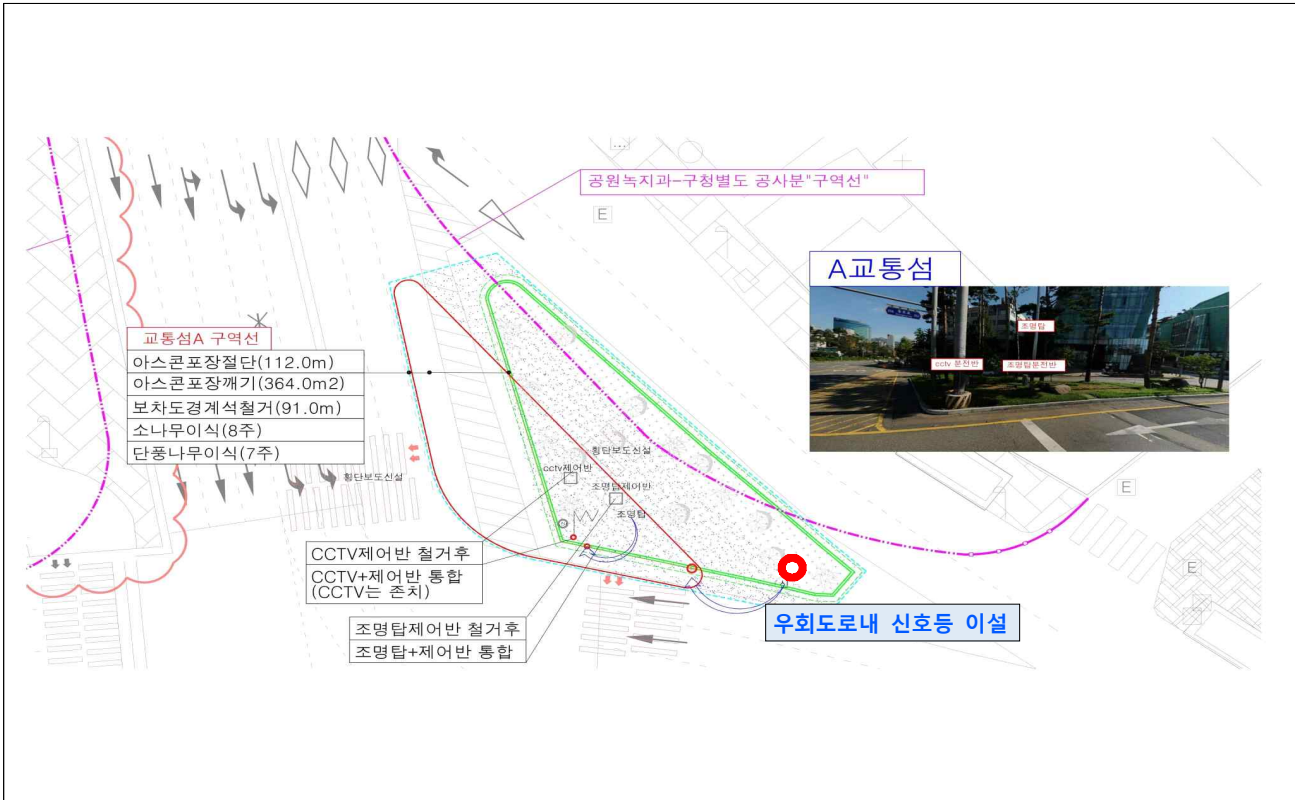 공원녹지과-구청별도 공사분"구역선"
E
A교통섬
조명탑
cctv 분전반
조명탑분전반
교통섬A 구역선
아스콘포장절단(112.0m)
아스콘포장깨기(364.0m2)
보차도경계석철거(91.0m)
소나무이식(8주)
단풍나무이식(7주)
횡단보도신설
횡단보도신설
cctv제어반
조명탑제어반
조명탑
E
CCTV제어반 철거후
CCTV+제어반 통합
(CCTV는 존치)
E
조명탑제어반 철거후
조명탑+제어반 통합
우회도로내 신호등 이설